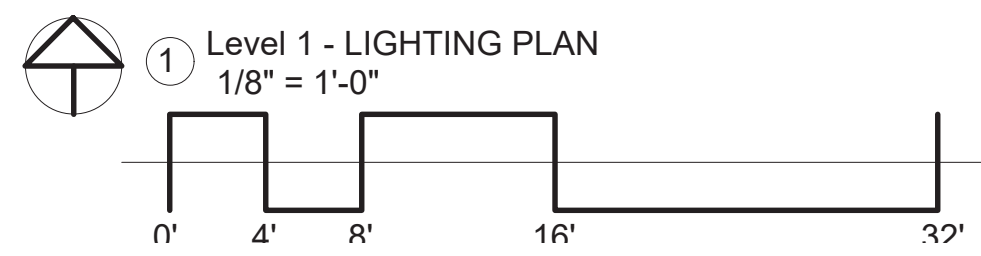 1
Level 1 - LIGHTING PLAN
1/8" = 1'-0"
0' 4' 8' 16' 32'